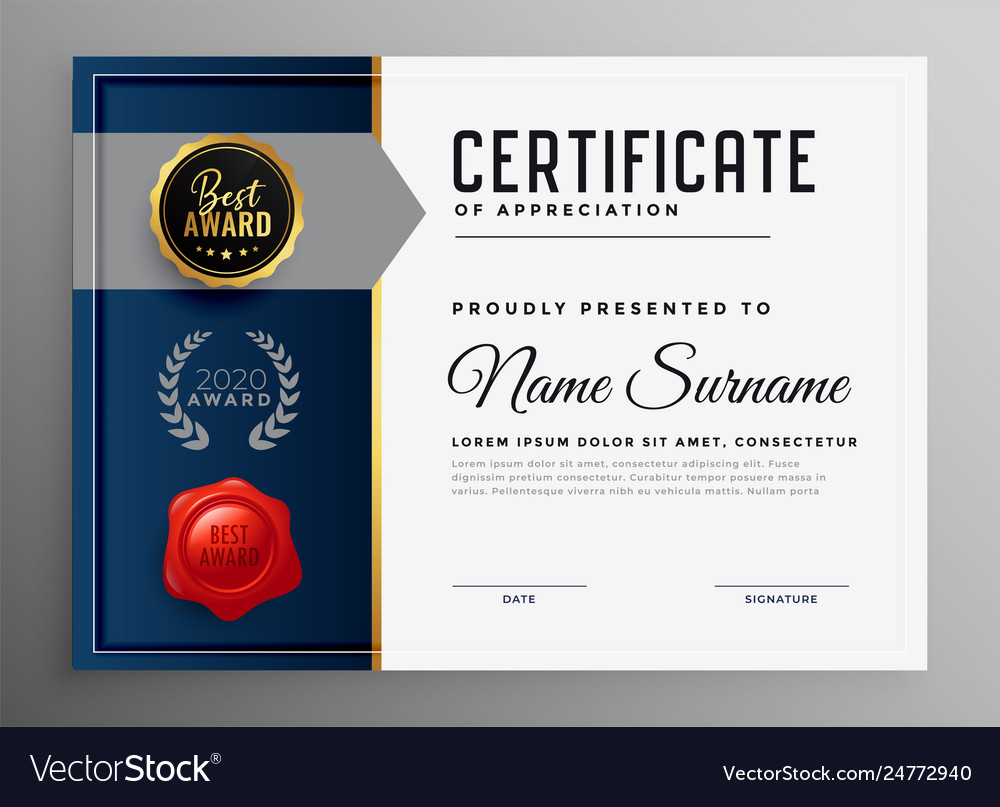 Best
AWARD
2020
AWARD
BEST
AWARD
CERTIFICATE
OF APPRECIATION
PROUDLY PRESENTED TO
Name Surname
LOREM IPSUM DOLOR SIT AMET, CONSECTETUR
Lorem ipsum dolor sit amet, consectetur adipiscing elit. Fusce
dignissim pretium consectetur. Curabitur tempor posuere massa in
varius. Pellentesque viverra nibh eu vehicula mattis. Nullam porta
DATE
SIGNATURE
VectorStock®
VectorStock.com/24772940